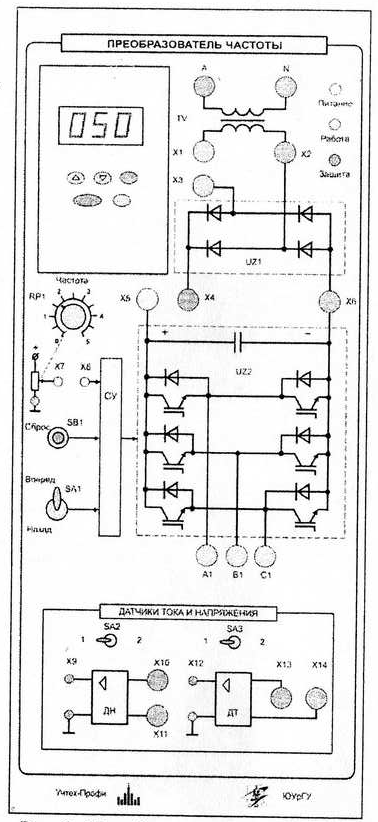 ПРЕОБРАЗОВАТЕЛЬ ЧАСТОТЫ
A N
050
TV
Питание
X1 X2
Работа
X3
Защита
UZ1
Частота
X5 X4 X6
RP1
2 3
1 4
0 5
+ −
UZ2
+
X7 X8
СУ
Сброс SB1
Вперед
SA1
Назад
A1 B1 C1
ДАТЧИКИ ТОКА И НАПРЯЖЕНИЯ
SA2 SA3
1 2 1 2
X9 X10 X12 X13 X14
ДН ДТ
X11
Учтех-Профи ЮУрГУ